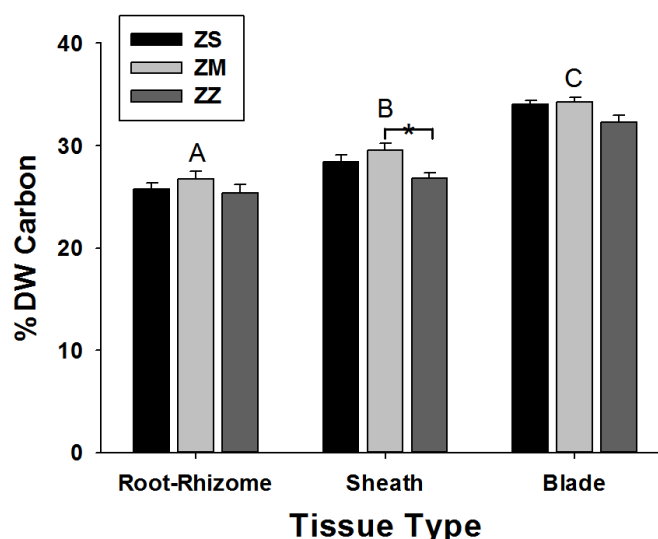 40
30
20
10
0
% DW Carbon
ZS
ZM
ZZ
A
B
*
C
Root-Rhizome
Sheath
Blade
Tissue Type